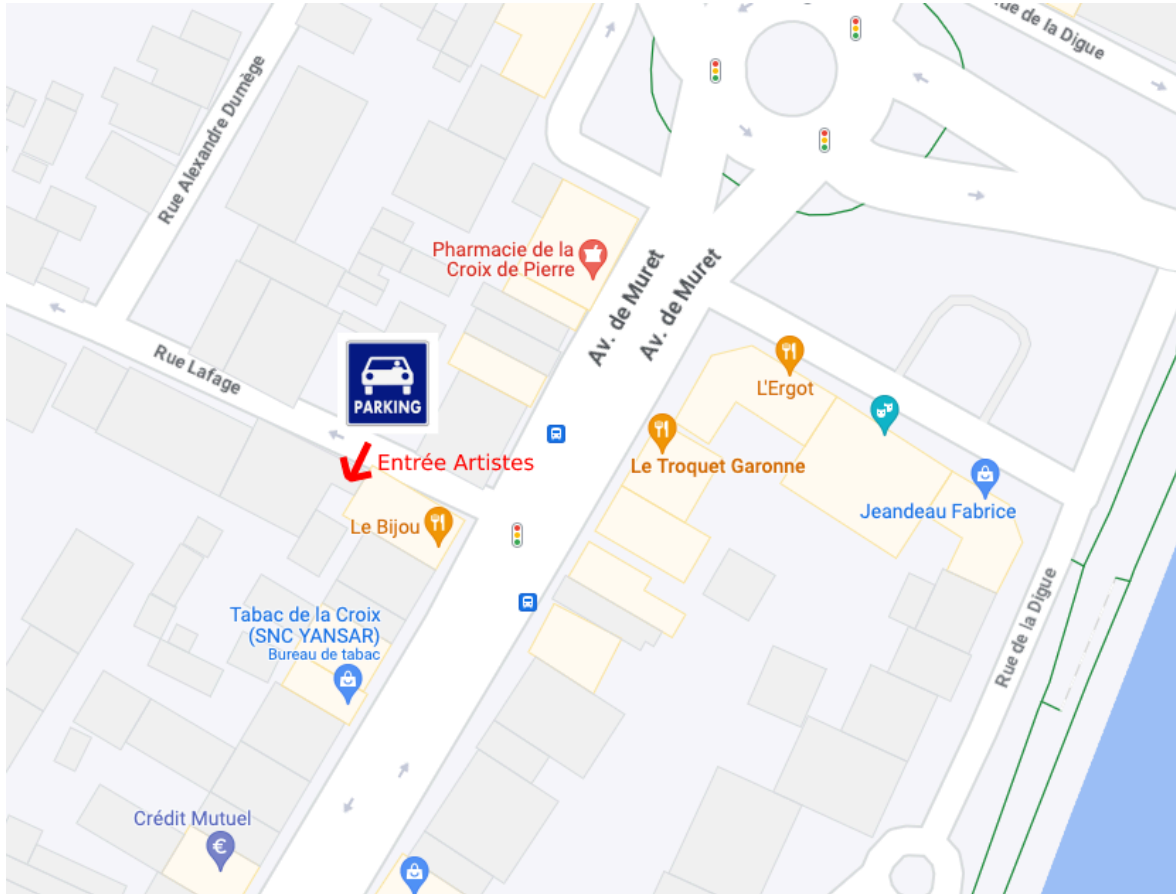 ue de la Digue
Rue Alexandre Dumège
Pharmacie de la
Croix de Pierre
Av. de Muret
Av. de Muret
Rue Lafage
PARKING
L'Ergot
Entrée Artistes
Le Troquet Garonne
Jeandeau Fabrice
Le Bijou
Tabac de la Croix
(SNC YANSAR)
Bureau de tabac
Rue de la Digue
Crédit Mutuel
€